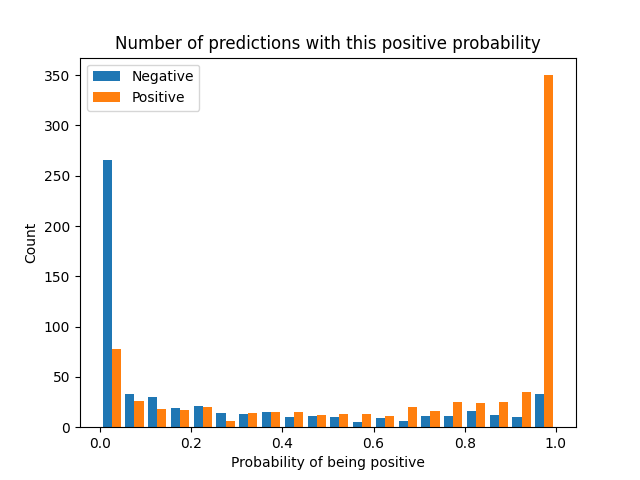 Number of predictions with this positive probability
Negative
Positive
350
300
250
200
150
100
50
0
Count
0.0 0.2 0.4 0.6 0.8 1.0
Probability of being positive